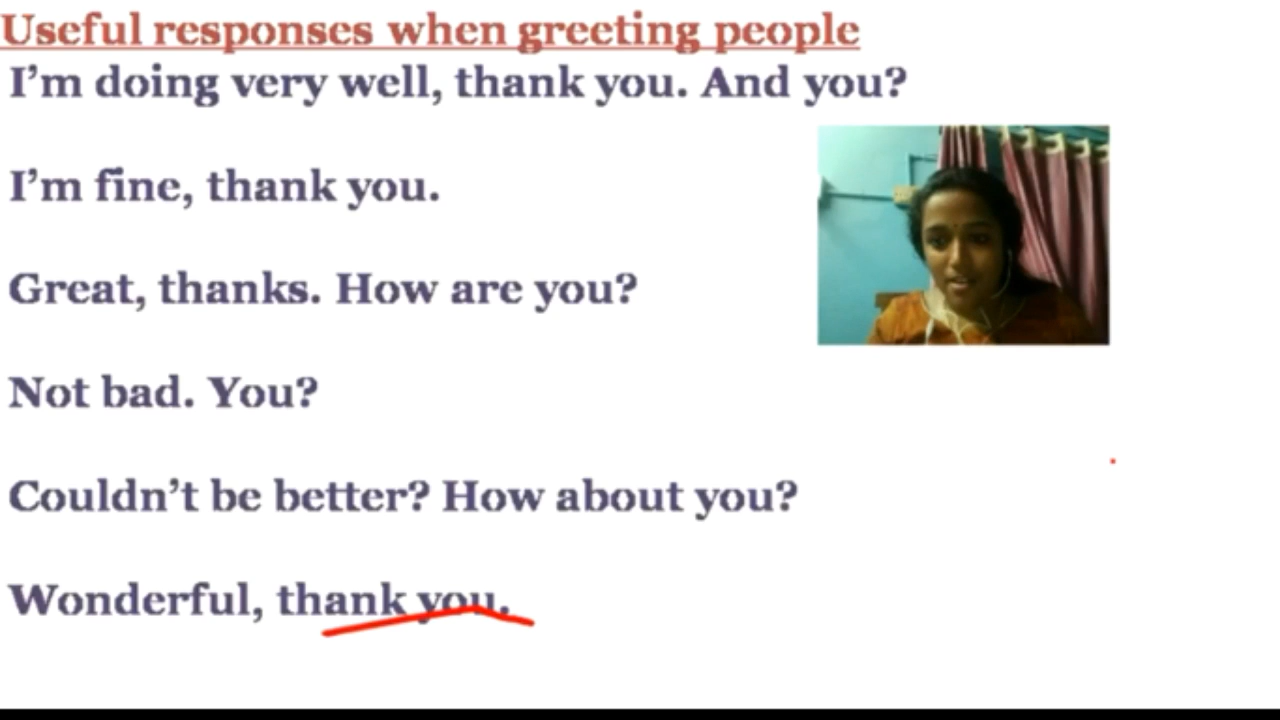 Useful responses when greeting people
I’m doing very well, thank you. And you?
I’m fine, thank you.
Great, thanks. How are you?
Not bad. You?
Couldn’t be better? How about you?
Wonderful, thank you.